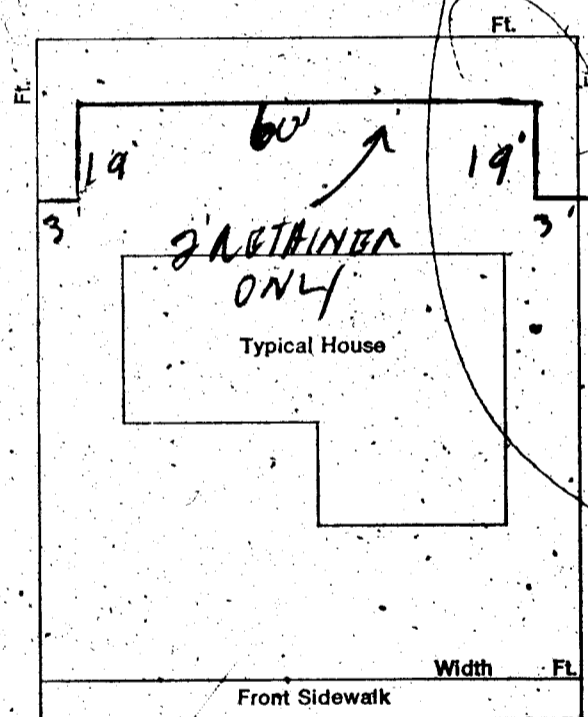 Ft.
Ft.
60'
19'
19'
3'
3'
2' RETAINER
ONLY
Typical House
Width Ft.
Front Sidewalk